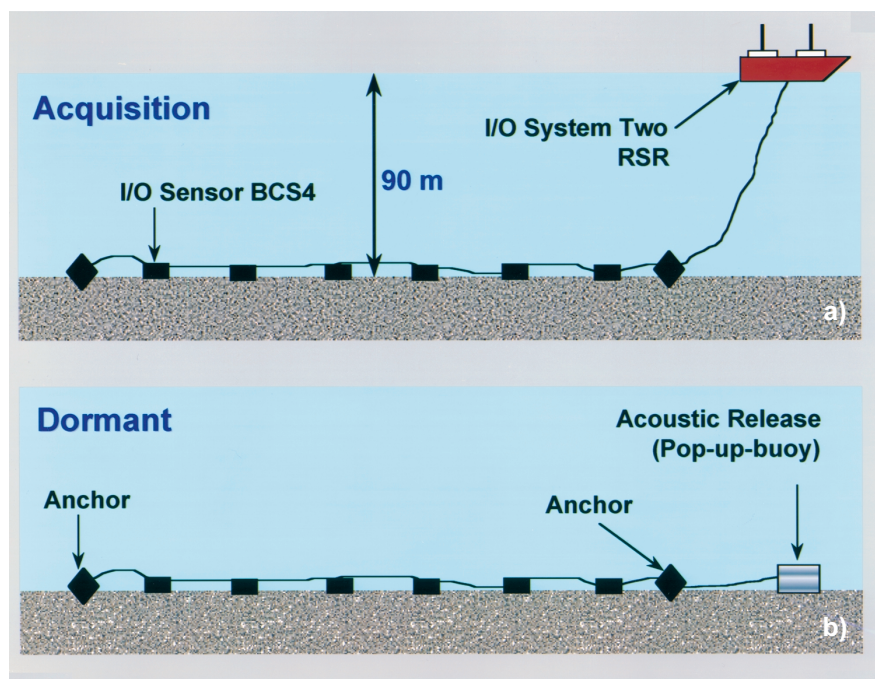 Acquisition
I/O System Two
RSR
90 m
I/O Sensor BCS4
a)
Dormant
Acoustic Release
(Pop-up-buoy)
Anchor
Anchor
b)